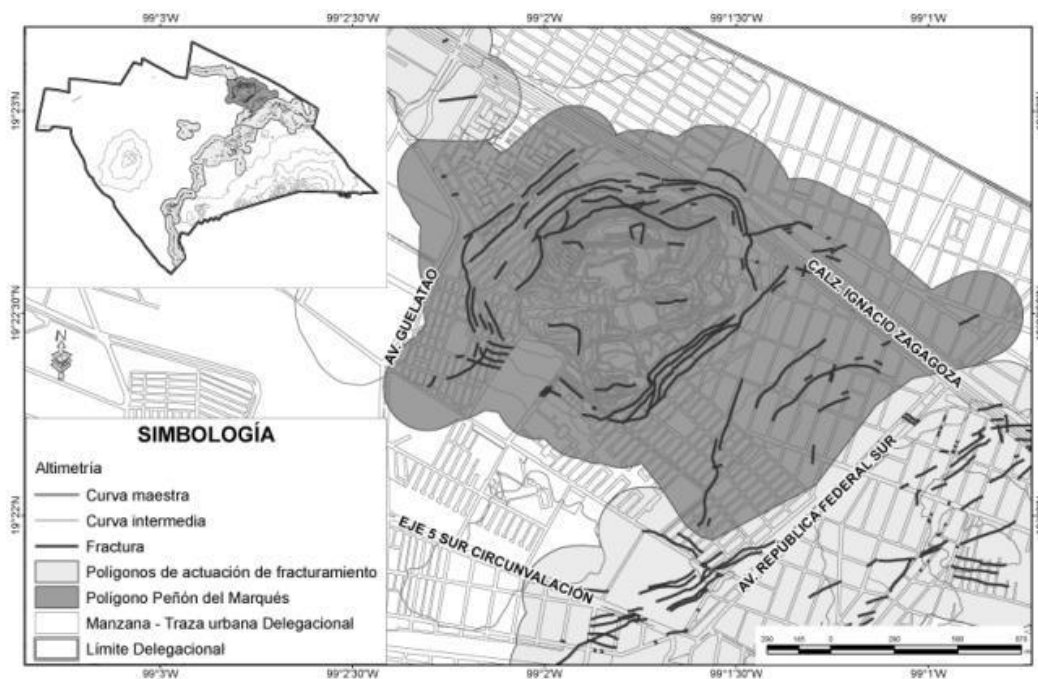 99°3'W 99°2'30"W 99°2'W 99°1'30"W 99°1'W
19°23'N
19°22'30"N
19°22'N
N
AV. GUELATAO
CALZ. IGNACIO ZAGAGOZA
AV. REPÚBLICA FEDERAL SUR
EJE 5 SUR CIRCUNVALACIÓN
SIMBOLOGÍA
Altimetría
Curva maestra
Curva intermedia
Fractura
Polígonos de actuación de fracturamiento
Polígono Peñón del Marqués
Manzana - Traza urbana Delegacional
Límite Delegacional
99°3'W 99°2'30"W 99°2'W 99°1'30"W 99°1'W